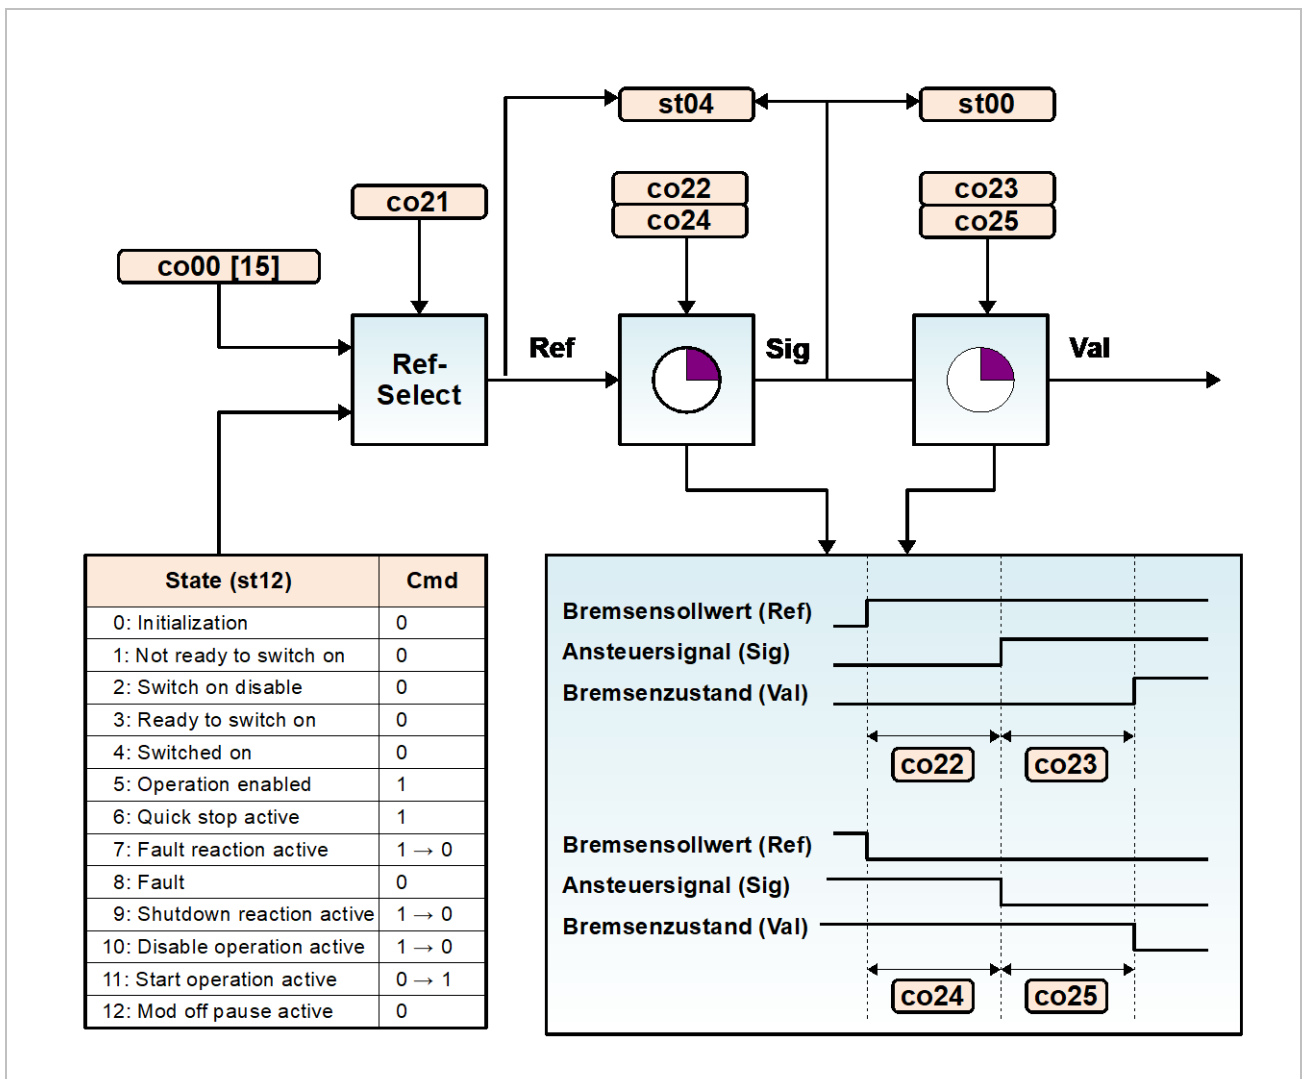 st04
st00
co22
co23
co21
co24
co25
co00 [15]
Ref
Sig
Val
Ref-
Select
State (st12) Cmd
0: Initialization 0
1: Not ready to switch on 0
2: Switch on disable 0
3: Ready to switch on 0
4: Switched on 0
5: Operation enabled 1
6: Quick stop active 1
7: Fault reaction active 1 → 0
8: Fault 0
9: Shutdown reaction active 1 → 0
10: Disable operation active 1 → 0
11: Start operation active 0 → 1
12: Mod off pause active 0
Bremsensollwert (Ref)
Ansteuersignal (Sig)
Bremsenzustand (Val)
co22
co23
Bremsensollwert (Ref)
Ansteuersignal (Sig)
Bremsenzustand (Val)
co24
co25